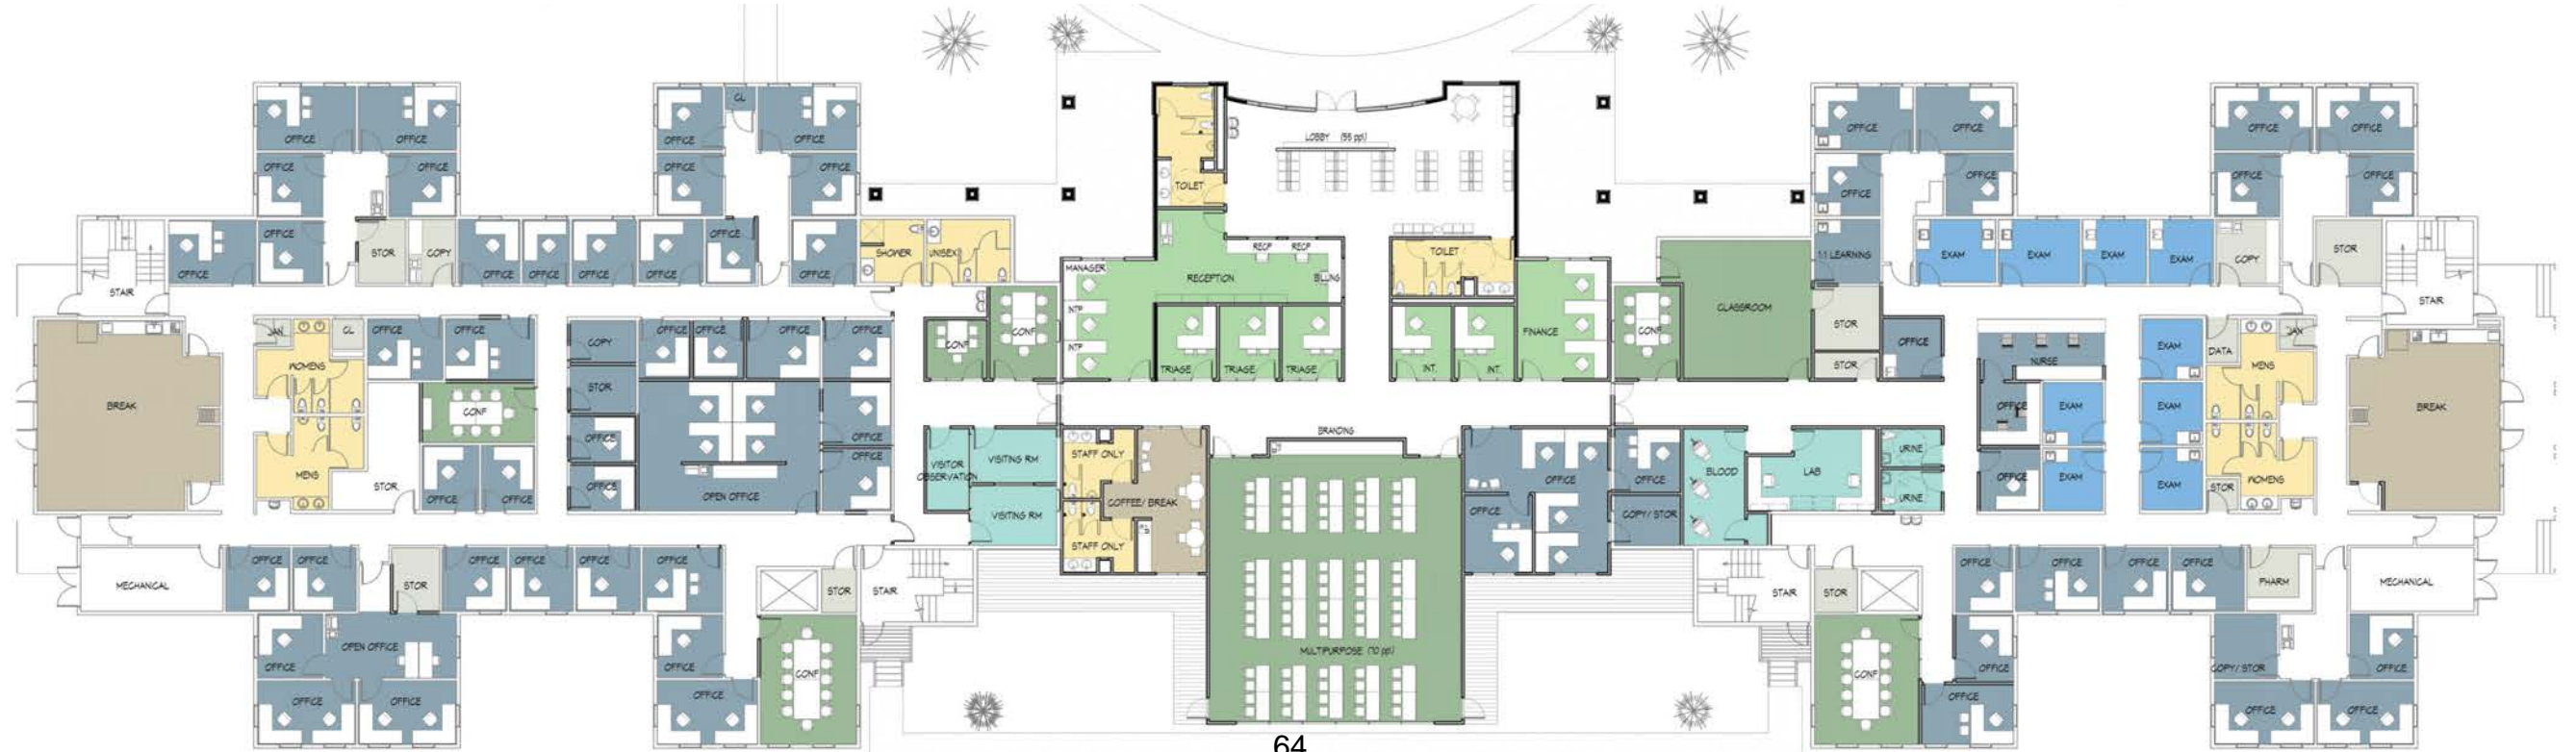 OFFICE
OFFICE
OFFICE
OFFICE
OFFICE
OFFICE
STOR
COPY
OFFICE
OFFICE
OFFICE
OFFICE
OFFICE
OFFICE
CL
OFFICE
OFFICE
OFFICE
OFFICE
SHOWER
UNISEX
STAIR
BREAK
JAN
CL
WOMENS
MENS
OFFICE
OFFICE
CONF
STOR
OFFICE
OFFICE
COPY
STOR
OFFICE
OFFICE
OFFICE
OFFICE
OFFICE
OFFICE
OFFICE
OFFICE
OPEN OFFICE
MECHANICAL
OFFICE
OFFICE
STOR
OFFICE
OFFICE
OFFICE
OFFICE
OFFICE
OPEN OFFICE
OFFICE
OFFICE
OFFICE
OFFICE
STOR
STAIR
CONF
LOBBY (55 ppl)
TOILET
RECP
RECP
MANAGER
RECEPTION
BILLING
NTP
NTP
TRIAGE
TRIAGE
TRIAGE
CONF
CONF
TOILET
INT.
INT.
FINANCE
CONF
CLASSROOM
VISITOR
OBSERVATION
VISITING RM
VISITING RM
STAFF ONLY
STAFF ONLY
COFFEE/ BREAK
BRANDING
MULTIPURPOSE (70 ppl)
OFFICE
OFFICE
OFFICE
COPY/ STOR
BLOOD
LAB
URINE
URINE
OFFICE
OFFICE
OFFICE
OFFICE
1:1 LEARNING
STOR
STOR
OFFICE
EXAM
EXAM
EXAM
EXAM
OFFICE
OFFICE
OFFICE
OFFICE
COPY
STOR
STAIR
NURSE
OFFICE
OFFICE
EXAM
EXAM
EXAM
EXAM
EXAM
DATA
JAN
MENS
WOMENS
STOR
BREAK
STAIR
STOR
CONF
OFFICE
OFFICE
OFFICE
OFFICE
PHARM
MECHANICAL
OFFICE
OFFICE
COPY/ STOR
OFFICE
OFFICE
OFFICE
64